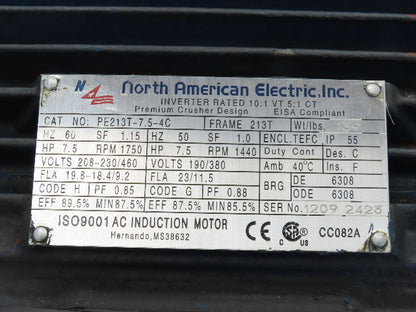 NAE
North American Electric, Inc.
INVERTER RATED 10:1 VT 5:1 CT
Premium Crusher Design EISA Compliant
CAT NO: PE213T-7.5-4C FRAME 213T Wt/lbs.
HZ 60 SF 1.15 HZ 50 SF 1.0 ENCL.TEFC IP 55
HP 7.5 RPM 1750 HP 7.5 RPM 1440 Duty Cont Des. C
VOLTS 208-230/460 VOLTS 190/380 Amb 40°C Ins. F
FLA 19.8-18.4/9.2 FLA 23/11.5 BRG DE 6308
CODE H PF 0.85 CODE G PF 0.88 ODE 6308
EFF 89.5% MIN87.5% EFF 87.5% MIN85.5% SER No. 1209 2426
ISO9001 AC INDUCTION MOTOR CE C SA US CC082A
Hernando, MS38632